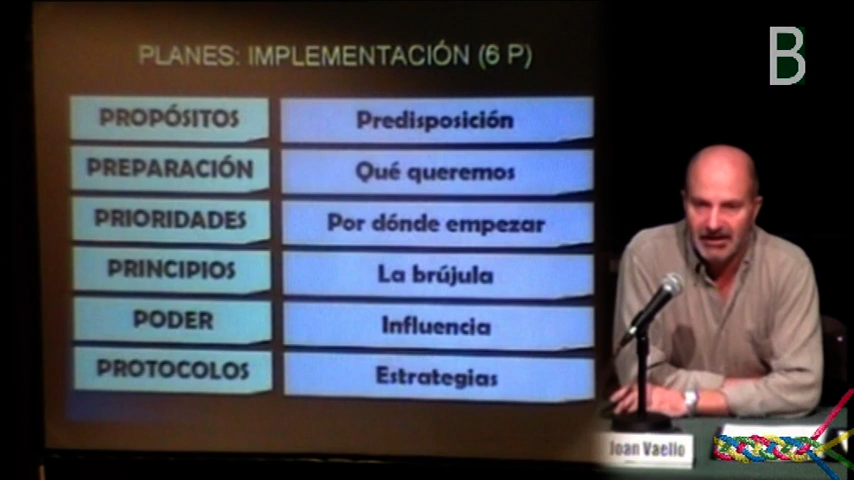 B
PLANES: IMPLEMENTACIÓN (6 P)
PROPÓSITOS Predisposición
PREPARACIÓN Qué queremos
PRIORIDADES Por dónde empezar
PRINCIPIOS La brújula
PODER Influencia
PROTOCOLOS Estrategias
Joan Vaello